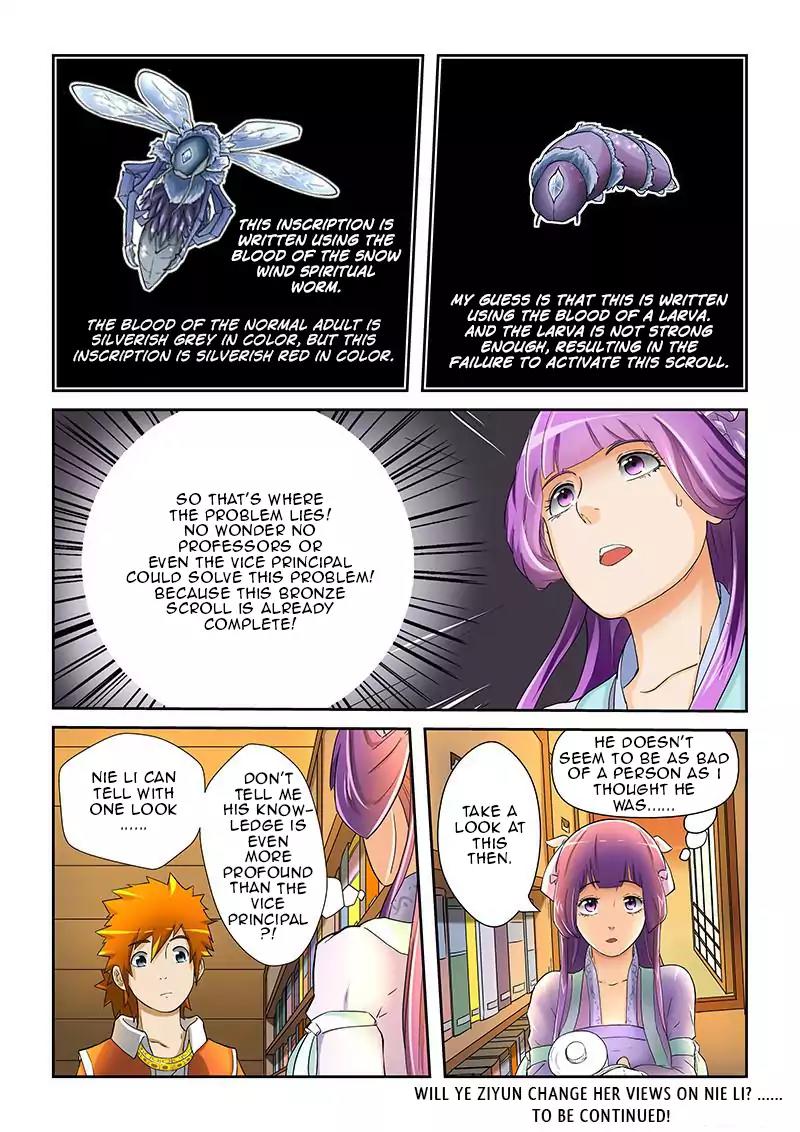 THIS INSCRIPTION IS
WRITTEN USING THE
BLOOD OF THE SNOW
WIND SPIRITUAL
WORM.
THE BLOOD OF THE NORMAL ADULT IS
SILVERISH GREY IN COLOR, BUT THIS
INSCRIPTION IS SILVERISH RED IN COLOR.
MY GUESS IS THAT THIS IS WRITTEN
USING THE BLOOD OF A LARVA.
AND THE LARVA IS NOT STRONG
ENOUGH, RESULTING IN THE
FAILURE TO ACTIVATE THIS SCROLL.
SO THAT'S WHERE
THE PROBLEM LIES!
NO WONDER NO
PROFESSORS OR
EVEN THE VICE PRINCIPAL
COULD SOLVE THIS PROBLEM!
BECAUSE THIS BRONZE
SCROLL IS ALREADY
COMPLETE!
NIE LI CAN
TELL WITH
ONE LOOK
......
DON'T
TELL ME
HIS KNOW-
LEDGE IS
EVEN
MORE
PROFOUND
THAN THE
VICE
PRINCIPAL
?!
TAKE A
LOOK AT
THIS
THEN.
HE DOESN'T
SEEM TO BE AS BAD
OF A PERSON AS I
THOUGHT HE
WAS......
WILL YE ZIYUN CHANGE HER VIEWS ON NIE LI? ......
TO BE CONTINUED!